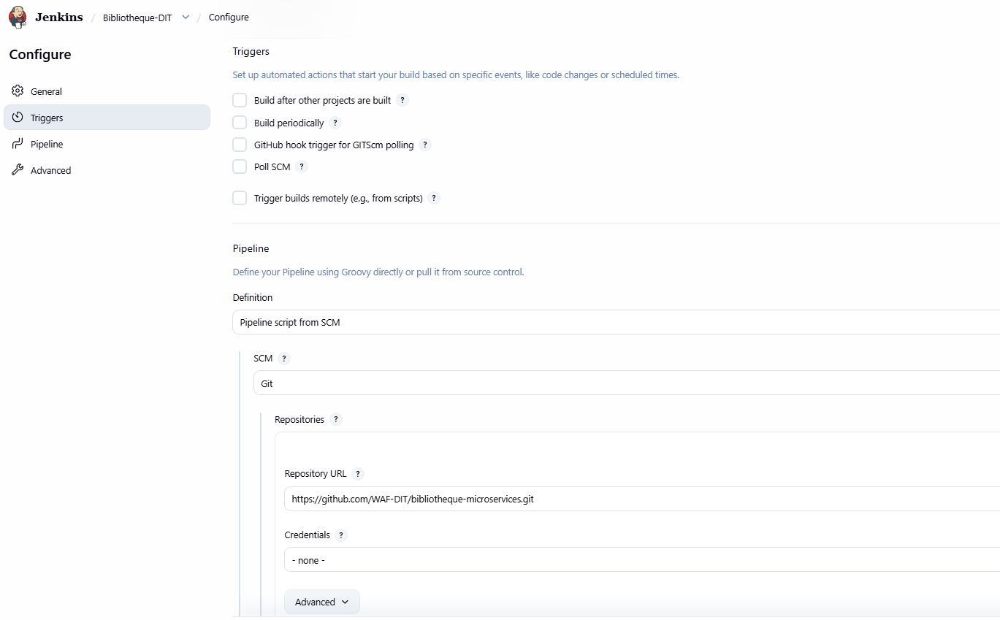 Jenkins / Bibliotheque-DIT / Configure
Configure
General
Triggers
Pipeline
Advanced
Triggers
Set up automated actions that start your build based on specific events, like code changes or scheduled times.
Build after other projects are built ?
Build periodically ?
GitHub hook trigger for GITScm polling ?
Poll SCM ?
Trigger builds remotely (e.g., from scripts) ?
Pipeline
Define your Pipeline using Groovy directly or pull it from source control.
Definition
Pipeline script from SCM
SCM ?
Git
Repositories ?
Repository URL ?
https://github.com/WAF-DIT/bibliotheque-microservices.git
Credentials ?
- none -
Advanced